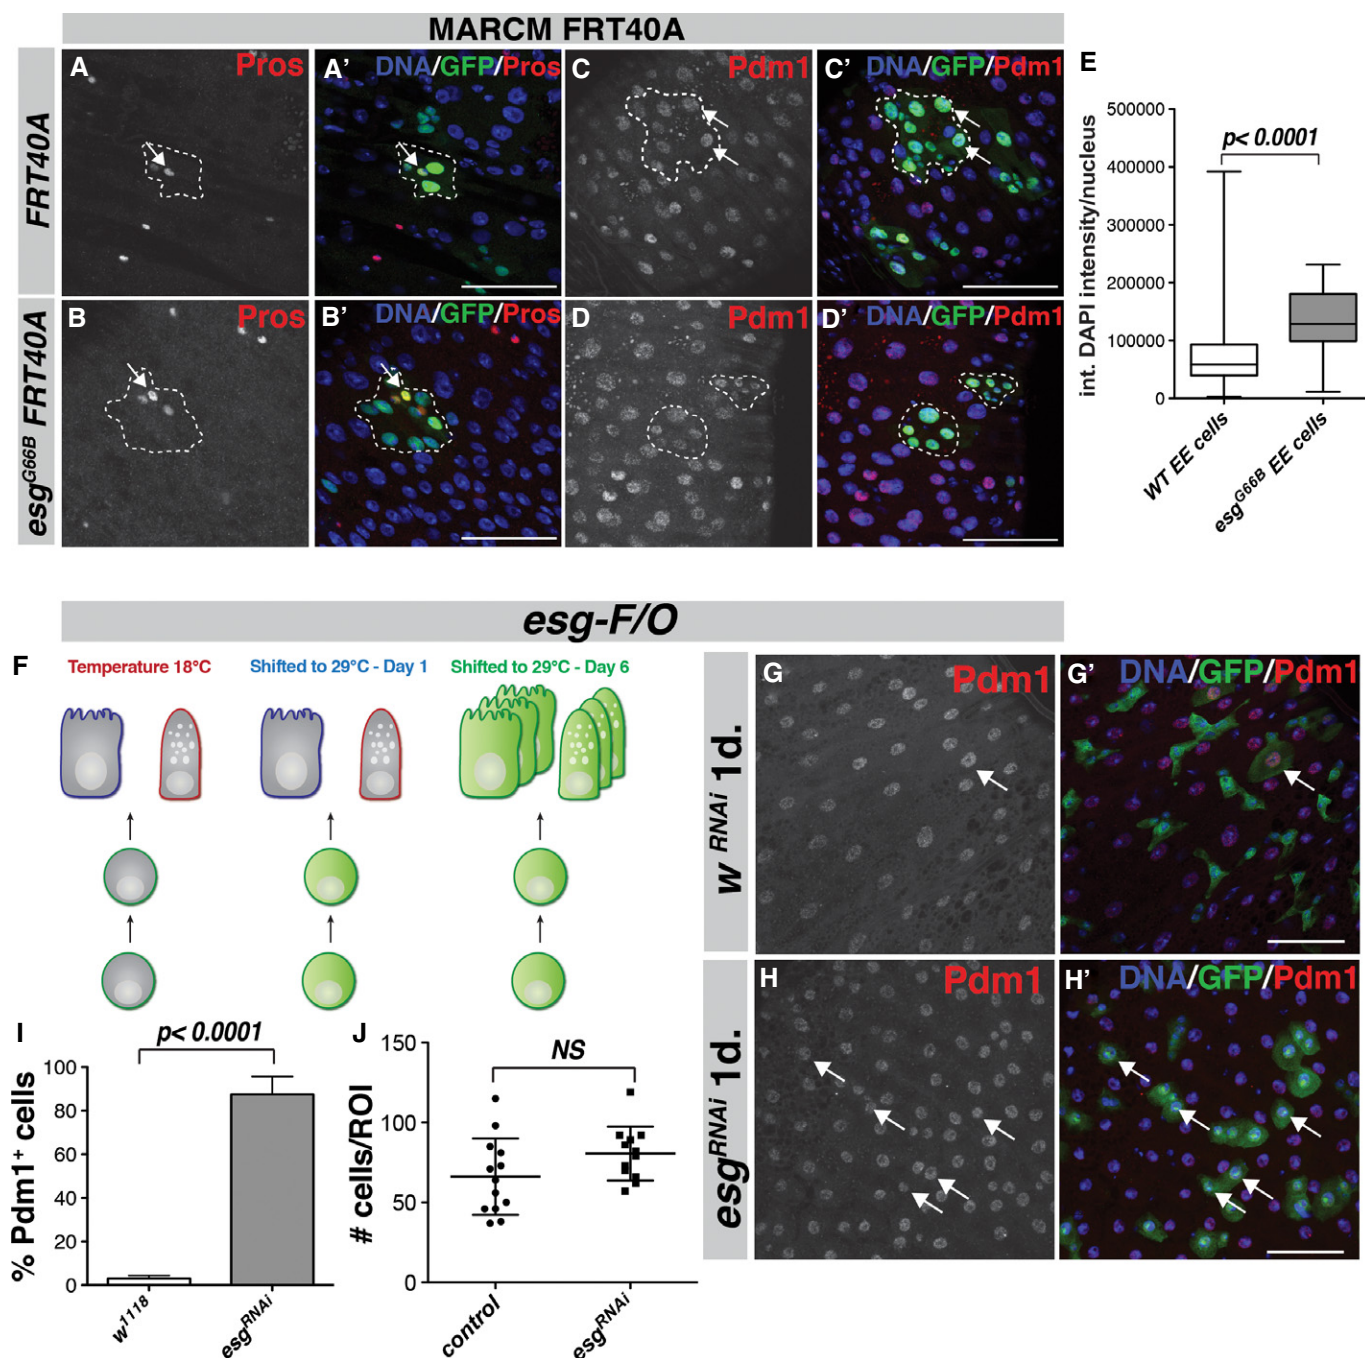 MARCM FRT40A
FRT40A
A Pros
A' DNA/GFP/Pros
C Pdm1
C' DNA/GFP/Pdm1
esgG66B FRT40A
B Pros
B' DNA/GFP/Pros
D Pdm1
D' DNA/GFP/Pdm1
E
int. DAPI intensity/nucleus
500000
400000
300000
200000
100000
0
p< 0.0001
WT EE cells
esgG66B EE cells
esg-F/O
F
Temperature 18°C
Shifted to 29°C - Day 1
Shifted to 29°C - Day 6
w RNAi 1d.
G Pdm1
G' DNA/GFP/Pdm1
esgRNAi 1d.
H Pdm1
H' DNA/GFP/Pdm1
I
% Pdm1+ cells
100
80
60
40
20
0
p< 0.0001
w1118
esgRNAi
J
# cells/ROI
150
100
50
0
NS
control
esgRNAi